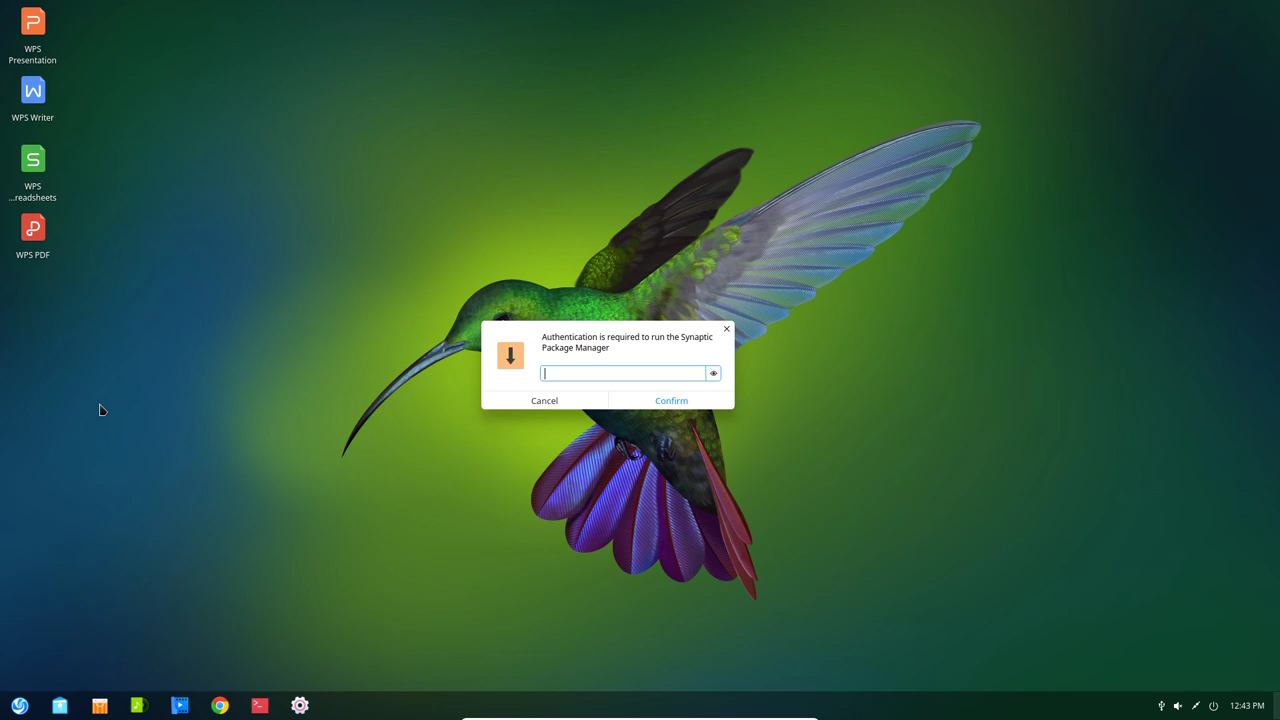 WPS
Presentation
WPS Writer
WPS
...readsheets
WPS PDF
Authentication is required to run the Synaptic
Package Manager
Cancel
Confirm
12:43 PM